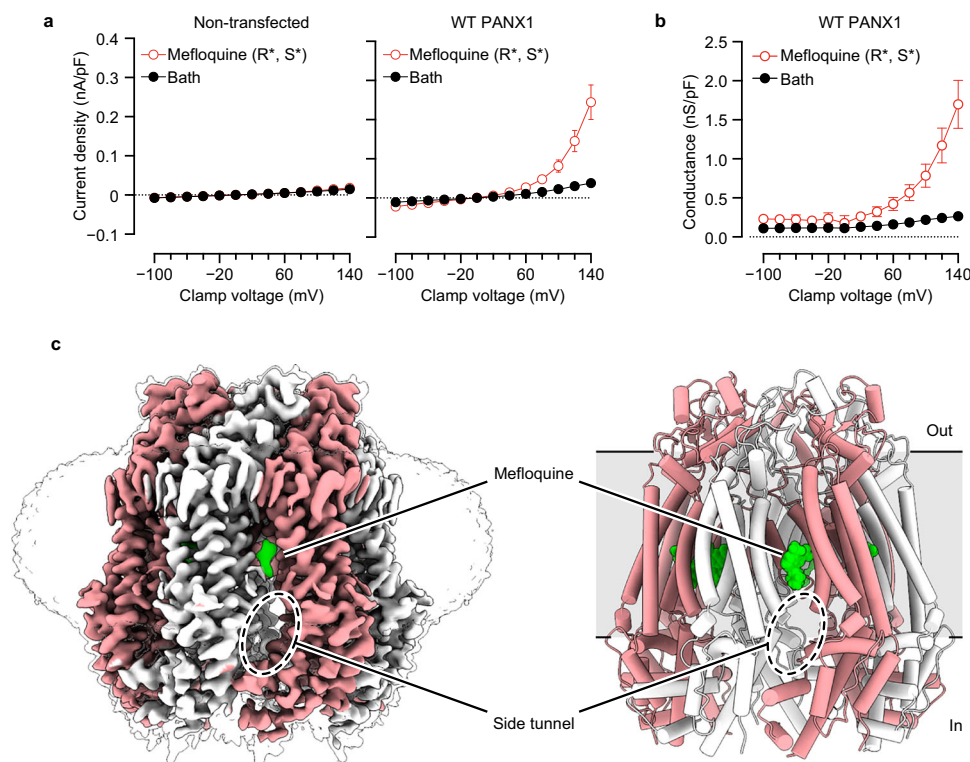 a
Non-transfected
WT PANX1
Current density (nA/pF)
0.4
0.3
0.2
0.1
0
−0.1
Mefloquine (R*, S*)
Bath
Mefloquine (R*, S*)
Bath
−100
−20
60
140
Clamp voltage (mV)
−100
−20
60
140
Clamp voltage (mV)
b
WT PANX1
Conductance (nS/pF)
2.5
2.0
1.5
1.0
0.5
0.0
Mefloquine (R*, S*)
Bath
−100
−20
60
140
Clamp voltage (mV)
c
Mefloquine
Side tunnel
Out
In